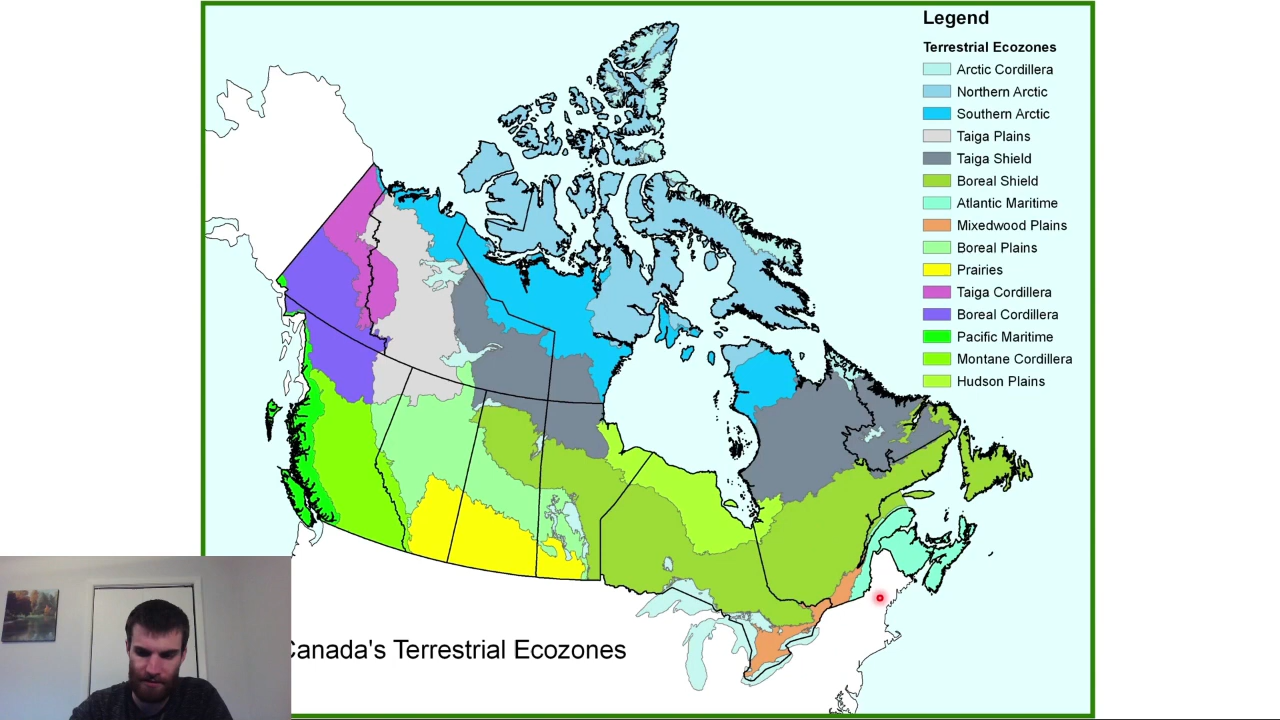 Legend
Terrestrial Ecozones
Arctic Cordillera
Northern Arctic
Southern Arctic
Taiga Plains
Taiga Shield
Boreal Shield
Atlantic Maritime
Mixedwood Plains
Boreal Plains
Prairies
Taiga Cordillera
Boreal Cordillera
Pacific Maritime
Montane Cordillera
Hudson Plains
Canada's Terrestrial Ecozones